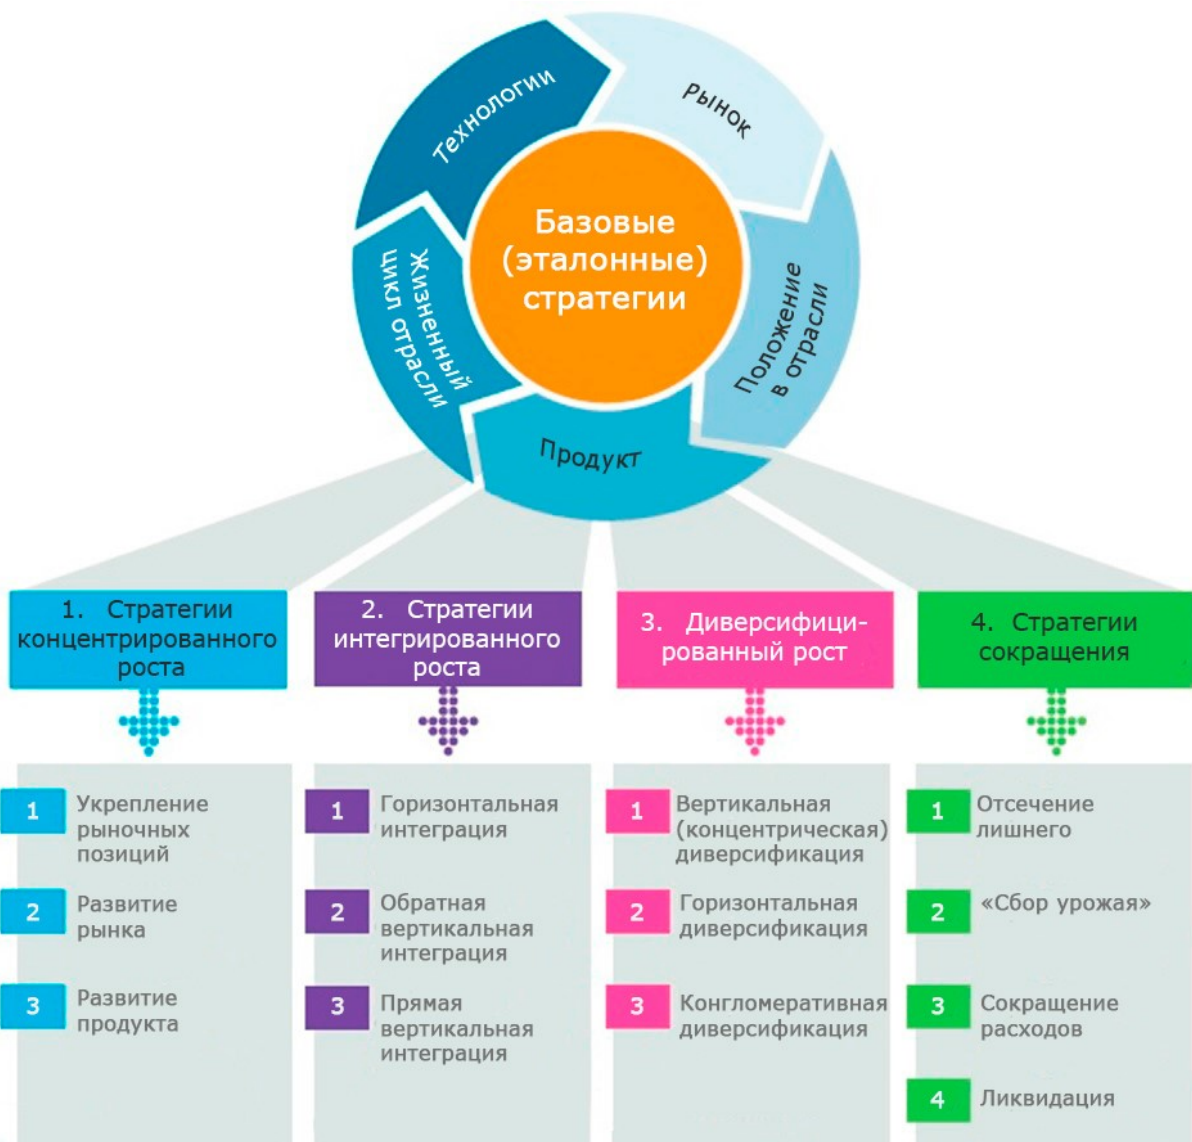 Технологии
Рынок
Базовые
(эталонные)
стратегии
Жизненный
цикл отрасли
Положение
в отрасли
Продукт
1. Стратегии
концентрированного
роста
2. Стратегии
интегрированного
роста
3. Диверсифици-
рованный рост
4. Стратегии
сокращения
1 Укрепление
рыночных
позиций
2 Развитие
рынка
3 Развитие
продукта
1 Горизонтальная
интеграция
2 Обратная
вертикальная
интеграция
3 Прямая
вертикальная
интеграция
1 Вертикальная
(концентрическая)
диверсификация
2 Горизонтальная
диверсификация
3 Конгломеративная
диверсификация
1 Отсечение
лишнего
2 «Сбор урожая»
3 Сокращение
расходов
4 Ликвидация